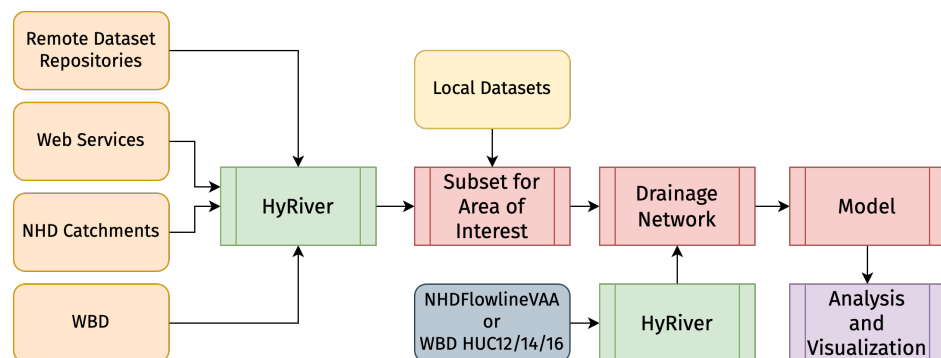 Remote Dataset
Repositories
Web Services
NHD Catchments
WBD
HyRiver
Local Datasets
Subset for
Area of
Interest
Drainage
Network
Model
NHDFlowlineVAA
or
WBD HUC12/14/16
HyRiver
Analysis
and
Visualization